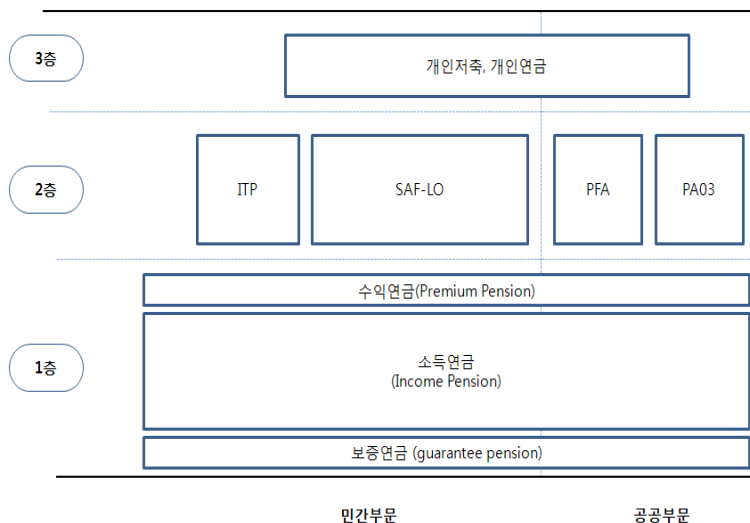 3층
개인저축, 개인연금
2층
ITP
SAF-LO
PFA
PA03
수익연금(Premium Pension)
1층
소득연금
(Income Pension)
보증연금 (guarantee pension)
민간부문
공공부문